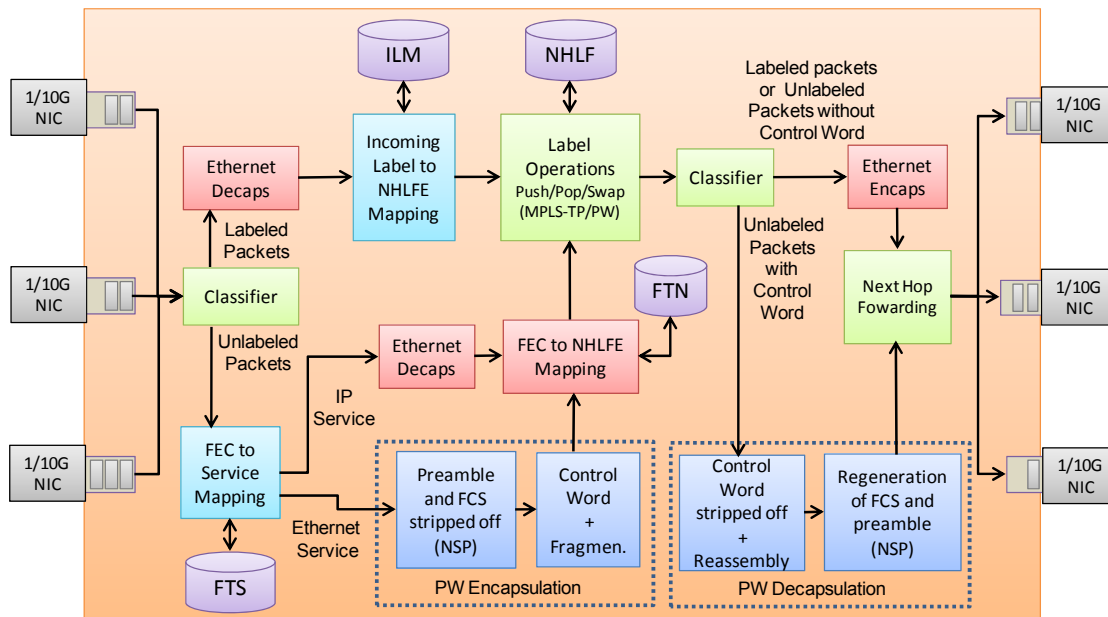 ILM
NHLF
1/10G
NIC
1/10G
NIC
Labeled packets
or Unlabeled
Packets without
Control Word
Ethernet
Decaps
Incoming
Label to
NHLFE
Mapping
Label
Operations
Push/Pop/Swap
(MPLS-TP/PW)
Classifier
Ethernet
Encaps
Labeled
Packets
Unlabeled
Packets
with
Control
Word
1/10G
NIC
Classifier
FTN
Next Hop
Fowarding
1/10G
NIC
Unlabeled
Packets
Ethernet
Decaps
FEC to NHLFE
Mapping
IP
Service
1/10G
NIC
FEC to
Service
Mapping
Preamble
and FCS
stripped off
(NSP)
Control
Word
+
Fragmen.
Control
Word
stripped off
+
Reassembly
Regeneration
of FCS and
preamble
(NSP)
1/10G
NIC
Ethernet
Service
FTS
PW Encapsulation
PW Decapsulation